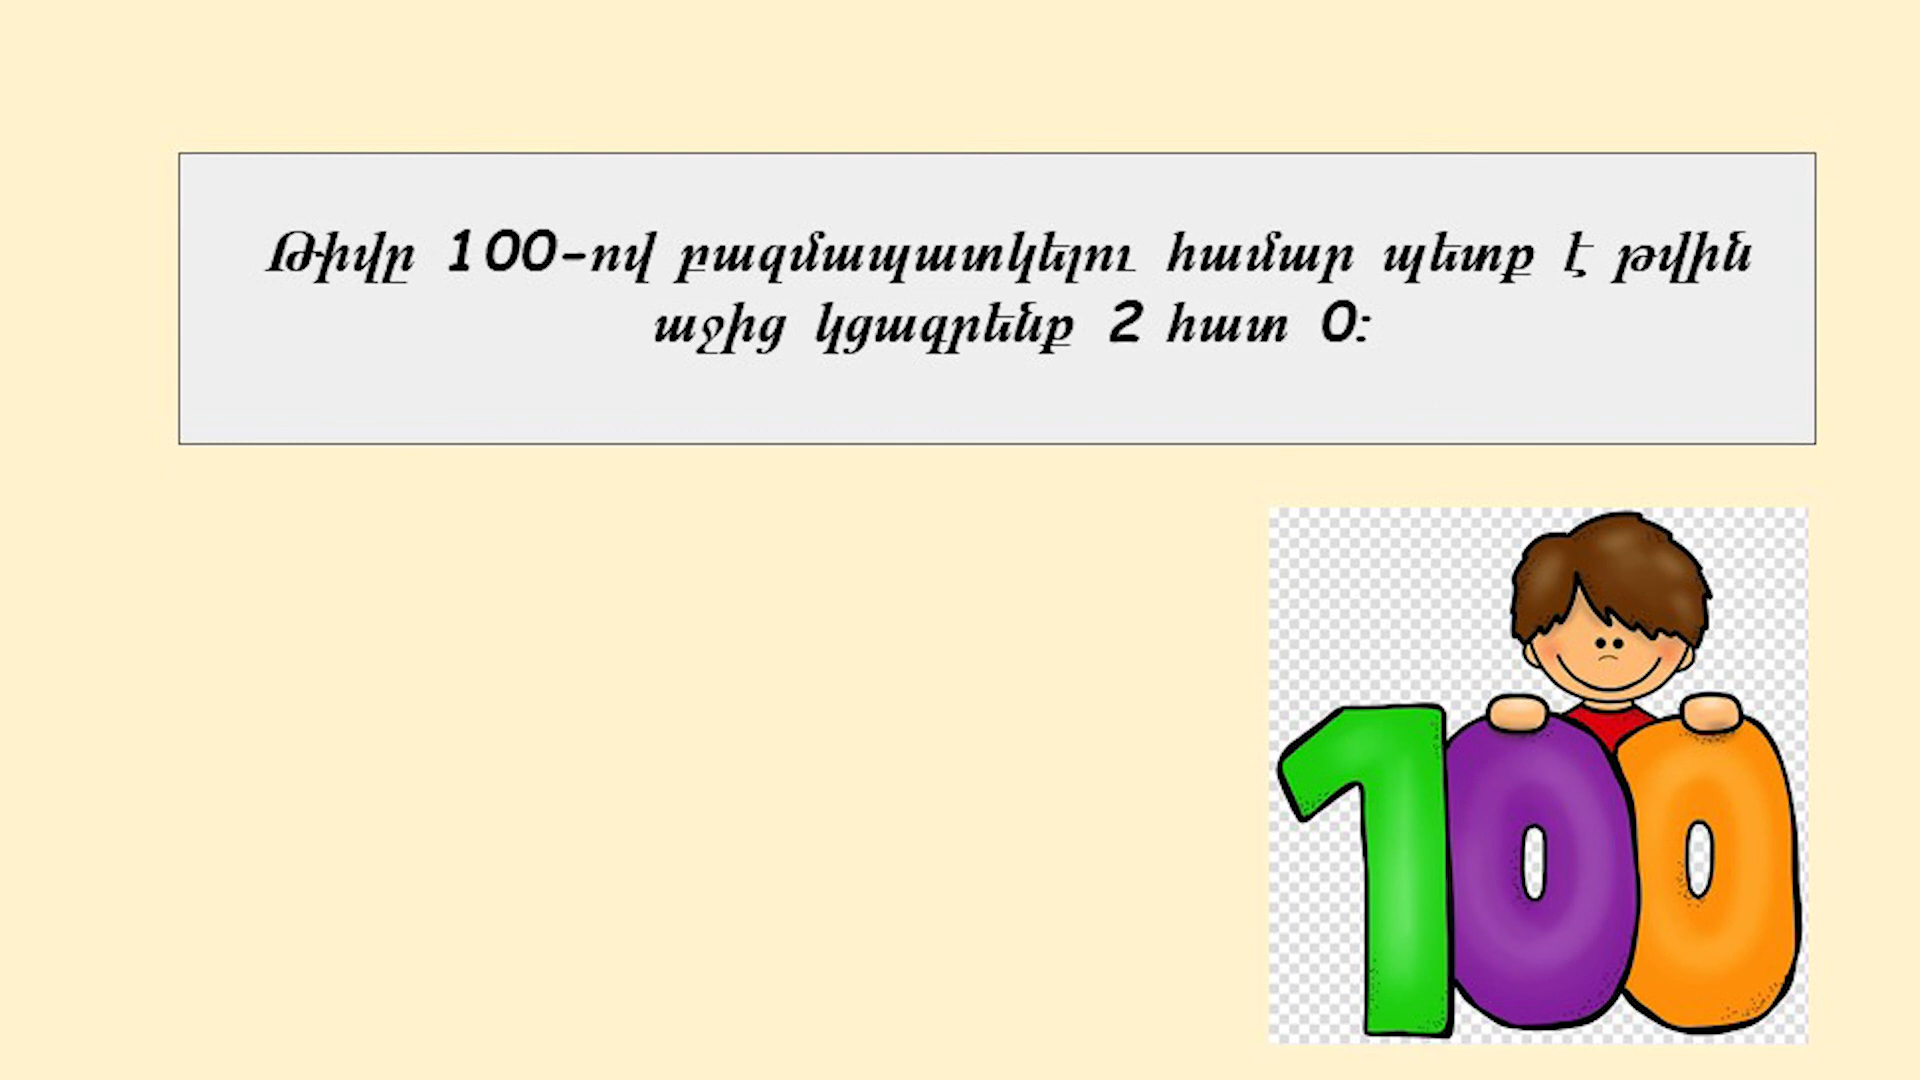 Թիվը 100-ով բազմապատկելու համար պետք է թվին
աջից կցագրենք 2 հատ 0:
100